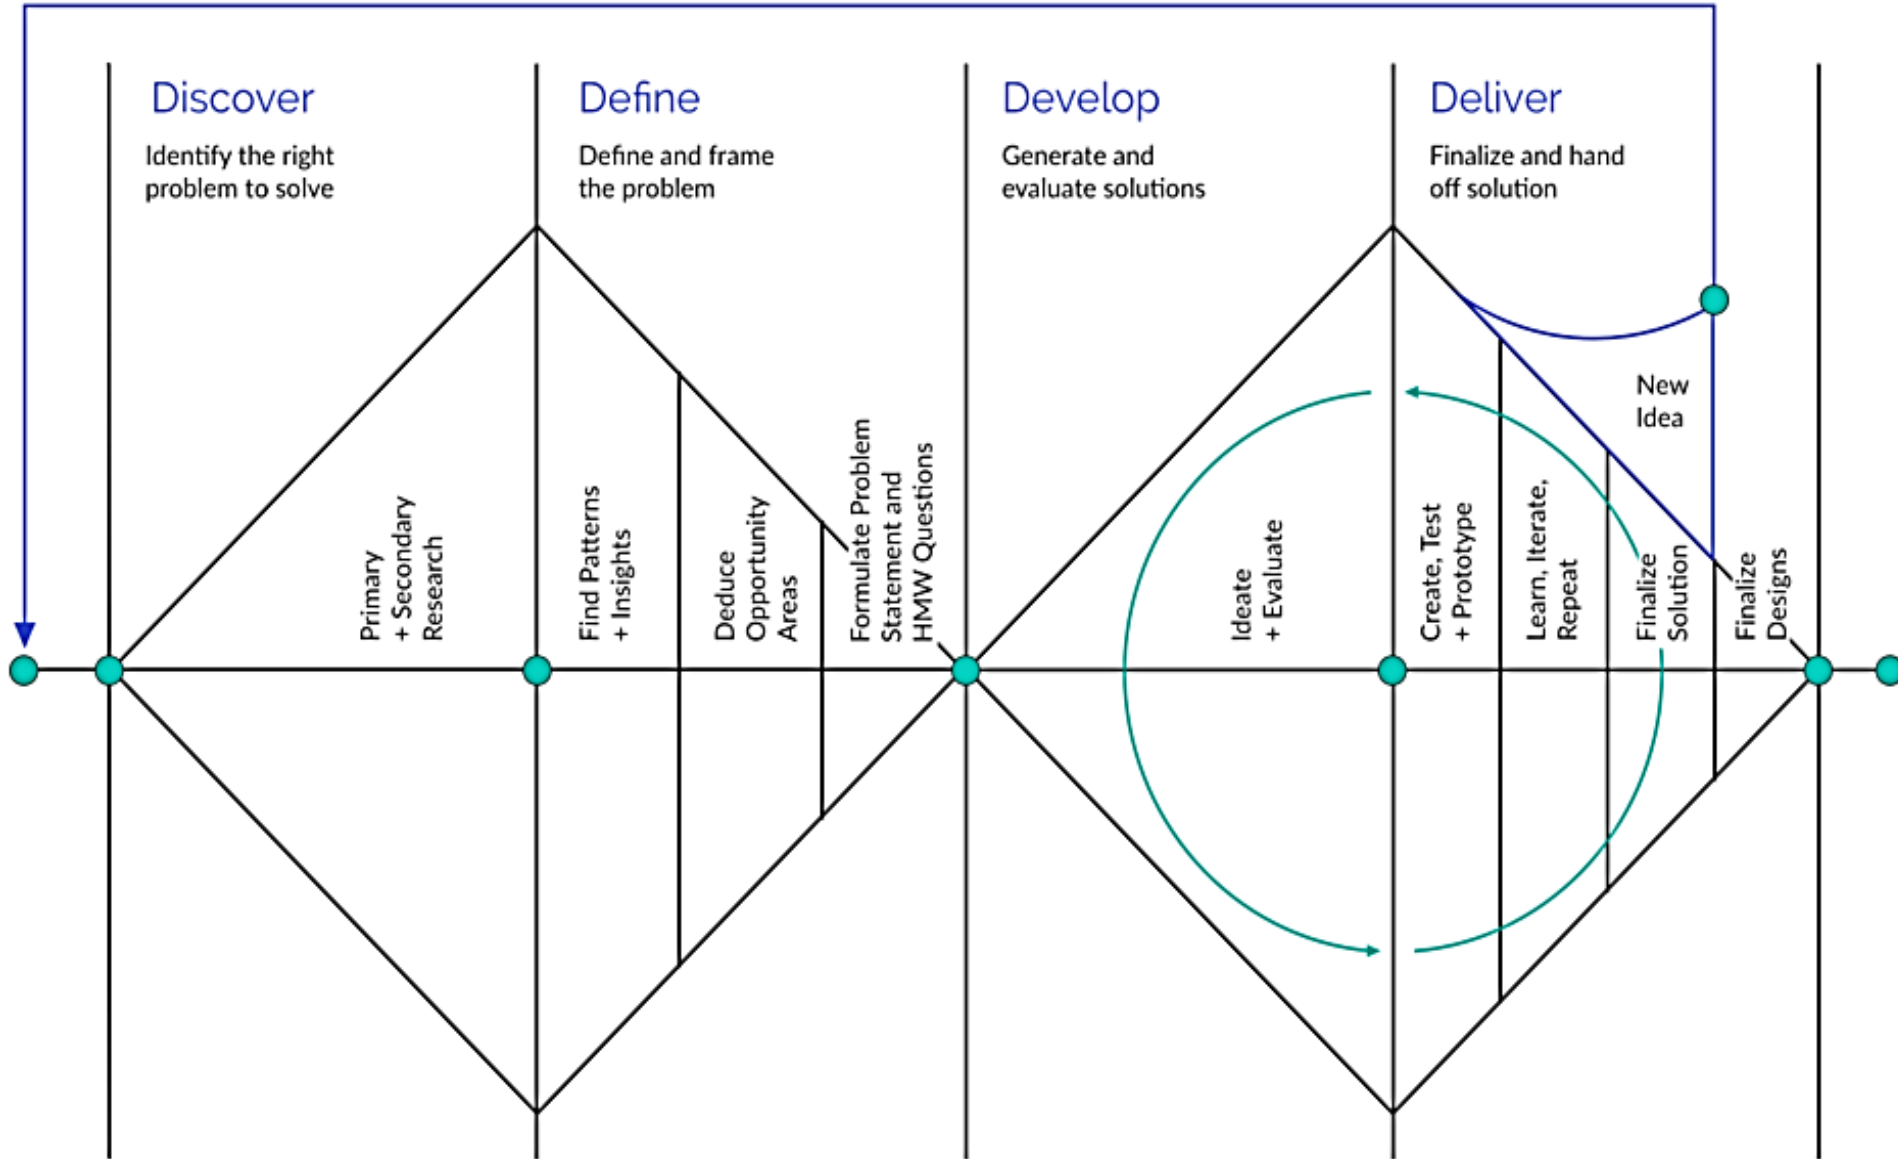 Discover
Identify the right
problem to solve
Define
Define and frame
the problem
Develop
Generate and
evaluate solutions
Deliver
Finalize and hand
off solution
New
Idea
Primary
+ Secondary
Research
Find Patterns
+ Insights
Deduce
Opportunity
Areas
Formulate Problem
Statement and
HMW Questions
Ideate
+ Evaluate
Create, Test
+ Prototype
Learn, Iterate,
Repeat
Finalize
Solution
Finalize
Designs